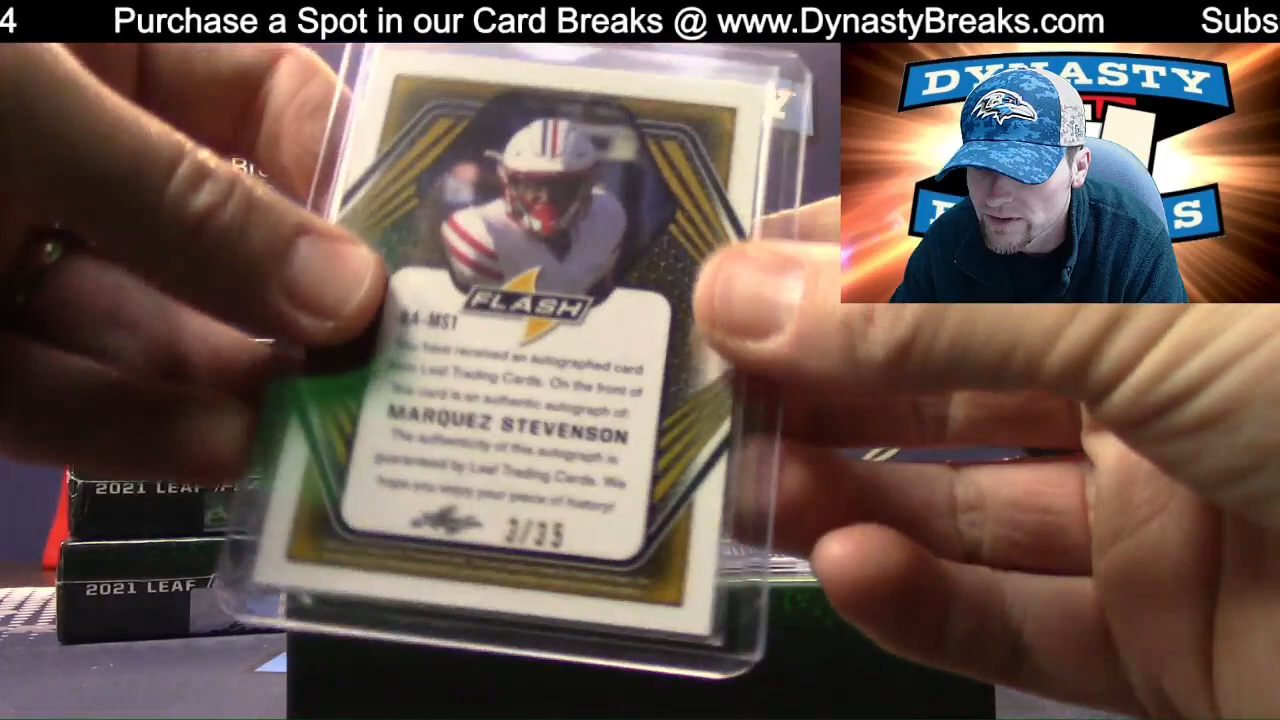 4 Purchase a Spot in our Card Breaks @ www.DynastyBreaks.com Subs
DYNASTY
FLASH
BA-MS1
You have received an autographed card
from Leaf Trading Cards. On the front of
this card is an authentic autograph of:
MARQUEZ STEVENSON
The authenticity of this autograph is
guaranteed by Leaf Trading Cards. We
hope you enjoy your piece of history!
Leaf
3/35
2021 LEAF
2021 LEAF